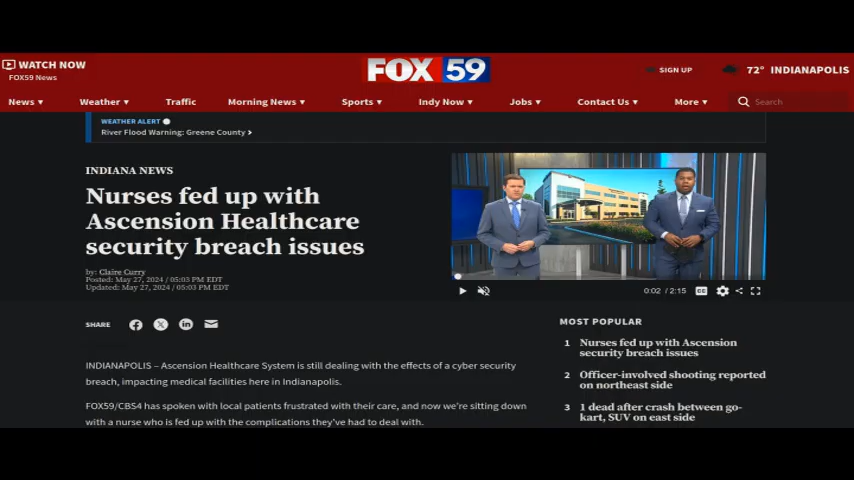 WATCH NOW
FOX59 News
FOX 59
SIGN UP
72° INDIANAPOLIS
News ▾ Weather ▾ Traffic Morning News ▾ Sports ▾ Indy Now ▾ Jobs ▾ Contact Us ▾ More ▾ Search
WEATHER ALERT
River Flood Warning: Greene County >
INDIANA NEWS
Nurses fed up with
Ascension Healthcare
security breach issues
by: Claire Curry
Posted: May 27, 2024 / 05:03 PM EDT
Updated: May 27, 2024 / 05:03 PM EDT
0:02 / 2:15 CC
SHARE
INDIANAPOLIS – Ascension Healthcare System is still dealing with the effects of a cyber security
breach, impacting medical facilities here in Indianapolis.
FOX59/CBS4 has spoken with local patients frustrated with their care, and now we're sitting down
with a nurse who is fed up with the complications they've had to deal with.
MOST POPULAR
1 Nurses fed up with Ascension
security breach issues
2 Officer-involved shooting reported
on northeast side
3 1 dead after crash between go-
kart, SUV on east side